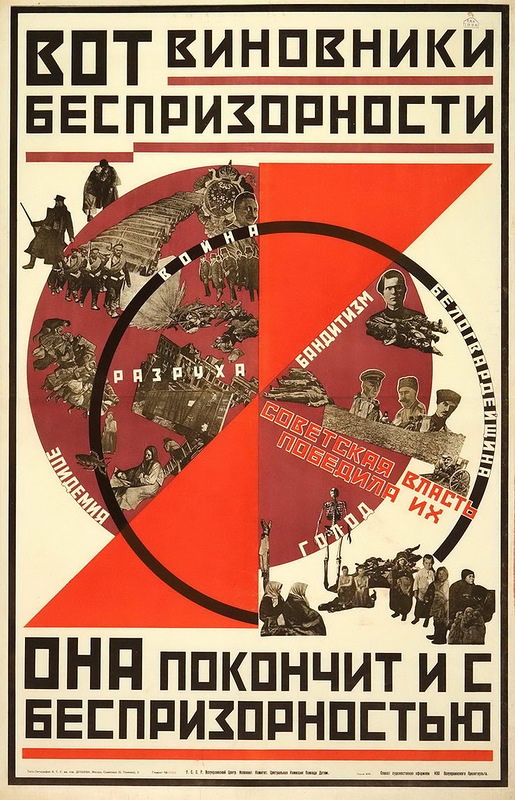 ВОТ ВИНОВНИКИ
БЕСПРИЗОРНОСТИ
ВОЙНА
БАНДИТИЗМ
БЕЛОГВАРДЕЙЩИНА
РАЗРУХА
ЭПИДЕМИЯ
СОВЕТСКАЯ ВЛАСТЬ
ПОБЕДИЛА ИХ
ГОЛОД
ОНА ПОКОНЧИТ И С
БЕСПРИЗОРНОСТЬЮ